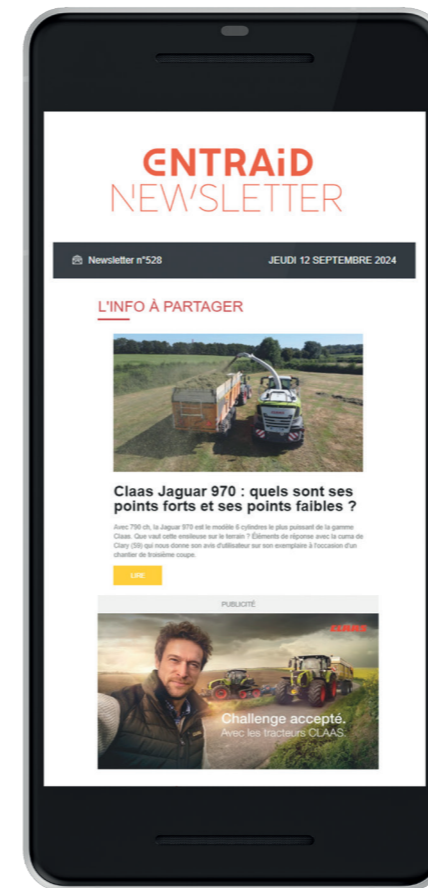 ENTRAiD
NEWSLETTER
Newsletter n°528
JEUDI 12 SEPTEMBRE 2024
L'INFO À PARTAGER
Claas Jaguar 970 : quels sont ses
points forts et ses points faibles ?
Avec 790 ch, la Jaguar 970 est le modèle 6 cylindres le plus puissant de la gamme
Claas. Que vaut cette ensileuse sur le terrain ? Éléments de réponse avec la cuma de
Clary (59) qui nous donne son avis d'utilisateur sur son exemplaire à l'occasion d'un
chantier de troisième coupe.
LIRE
PUBLICITÉ
CLAAS
Challenge accepté.
Avec les tracteurs CLAAS.